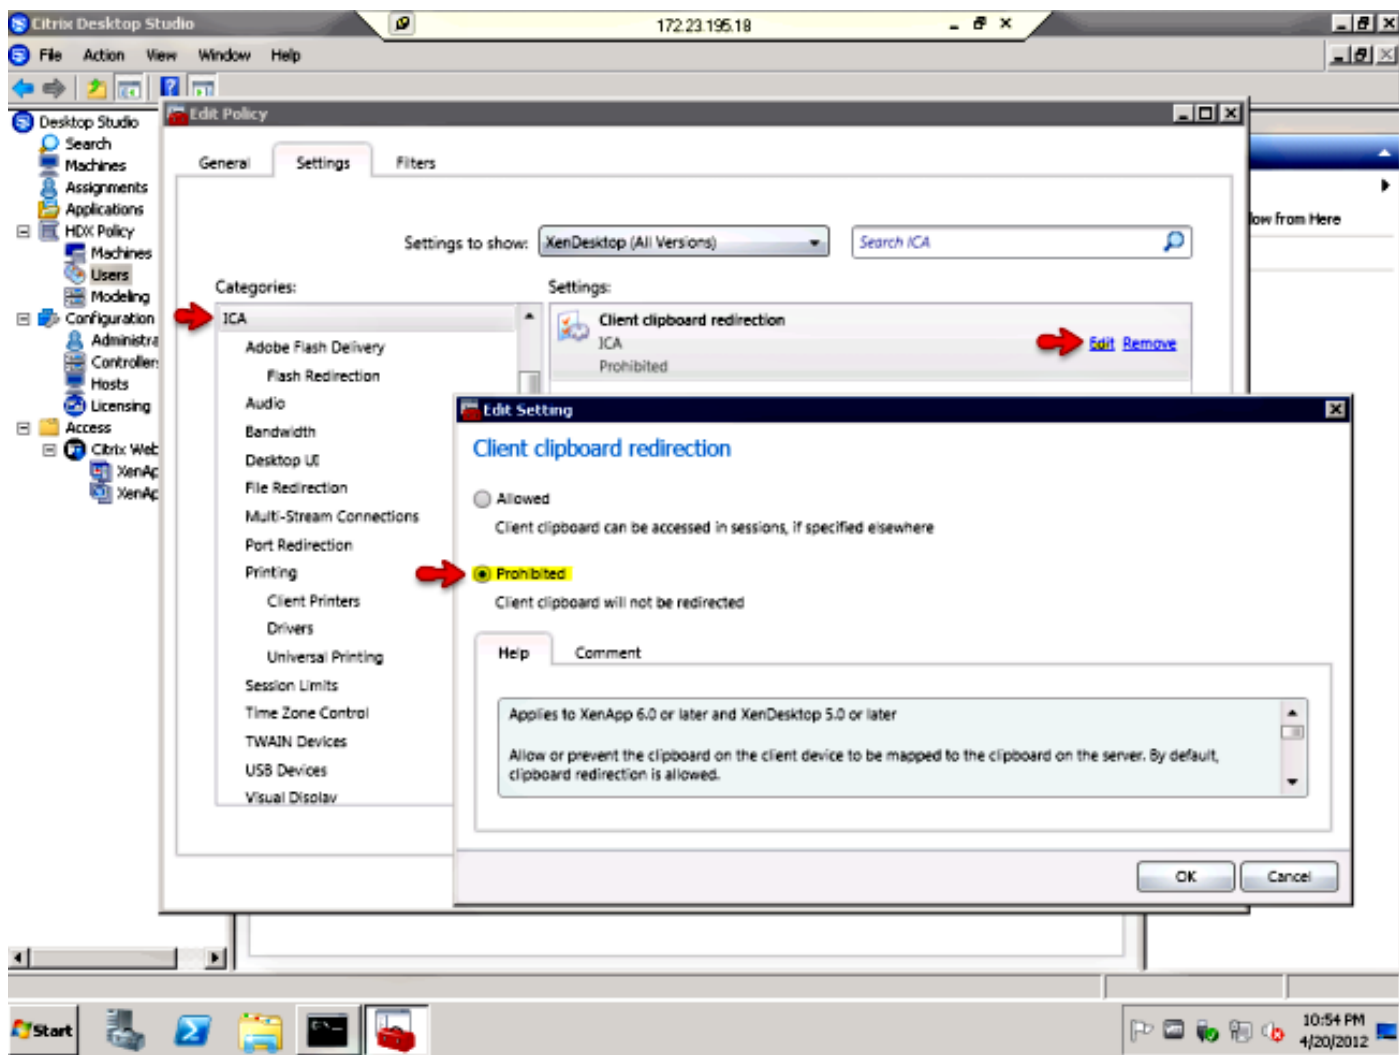 Citrix Desktop Studio
172.23.195.18
File Action View Window Help
Desktop Studio
Search
Machines
Assignments
Applications
HDX Policy
Machines
Users
Modeling
Configuration
Administra
Controller
Hosts
Licensing
Access
Citrix Web
XenAp
XenAp
Edit Policy
General Settings Filters
Settings to show: XenDesktop (All Versions) Search ICA
Categories:
ICA
Adobe Flash Delivery
Flash Redirection
Audio
Bandwidth
Desktop UI
File Redirection
Multi-Stream Connections
Port Redirection
Printing
Client Printers
Drivers
Universal Printing
Session Limits
Time Zone Control
TWAIN Devices
USB Devices
Visual Display
Settings:
Client clipboard redirection
ICA
Prohibited
Edit Remove
low from Here
Edit Setting
Client clipboard redirection
Allowed
Client clipboard can be accessed in sessions, if specified elsewhere
Prohibited
Client clipboard will not be redirected
Help Comment
Applies to XenApp 6.0 or later and XenDesktop 5.0 or later
Allow or prevent the clipboard on the client device to be mapped to the clipboard on the server. By default,
clipboard redirection is allowed.
OK Cancel
Start
10:54 PM
4/20/2012